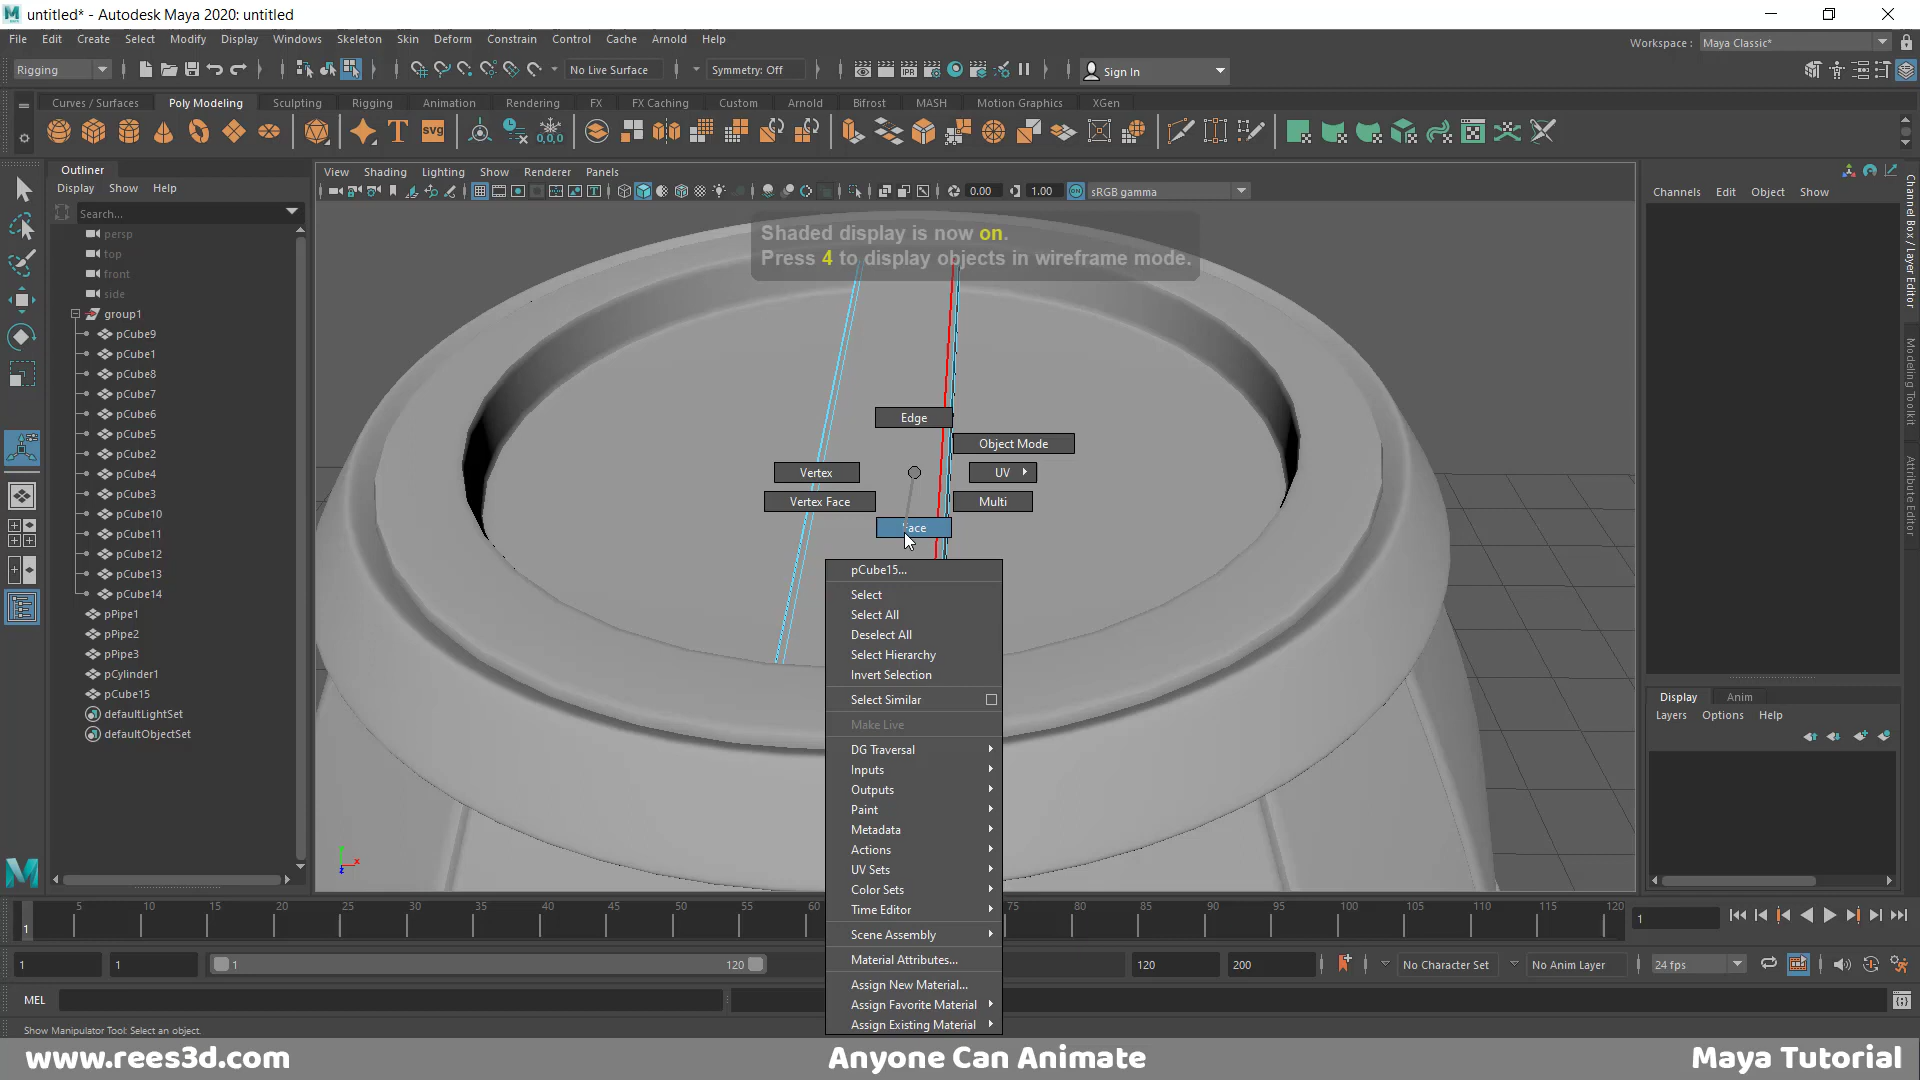 untitled* - Autodesk Maya 2020: untitled
File Edit Create Select Modify Display Windows Skeleton Skin Deform Constrain Control Cache Arnold Help
Workspace : Maya Classic*
Rigging No Live Surface Symmetry: Off Sign In
Curves / Surfaces Poly Modeling Sculpting Rigging Animation Rendering FX FX Caching Custom Arnold Bifrost MASH Motion Graphics XGen
Outliner
Display Show Help
Search...
persp
top
front
side
group1
pCube9
pCube1
pCube8
pCube7
pCube6
pCube5
pCube2
pCube4
pCube3
pCube10
pCube11
pCube12
pCube13
pCube14
pPipe1
pPipe2
pPipe3
pCylinder1
pCube15
defaultLightSet
defaultObjectSet
View Shading Lighting Show Renderer Panels
0.00 1.00 sRGB gamma
Shaded display is now on.
Press 4 to display objects in wireframe mode.
Edge
Object Mode
Vertex
UV
Vertex Face
Multi
pCube15...
Select
Select All
Deselect All
Select Hierarchy
Invert Selection
Select Similar
Make Live
DG Traversal
Inputs
Outputs
Paint
Metadata
Actions
UV Sets
Color Sets
Time Editor
Scene Assembly
Material Attributes...
Assign New Material...
Assign Favorite Material
Assign Existing Material
Channels Edit Object Show
Channel Box / Layer Editor
Modeling Toolkit
Attribute Editor
Display Anim
Layers Options Help
5 10 15 20 25 30 35 40 45 50 55 60 75 80 85 90 95 100 105 110 115 120
1
1
1 1 1 120 120 200 No Character Set No Anim Layer 24 fps
MEL
Show Manipulator Tool: Select an object.
www.rees3d.com
Anyone Can Animate
Maya Tutorial